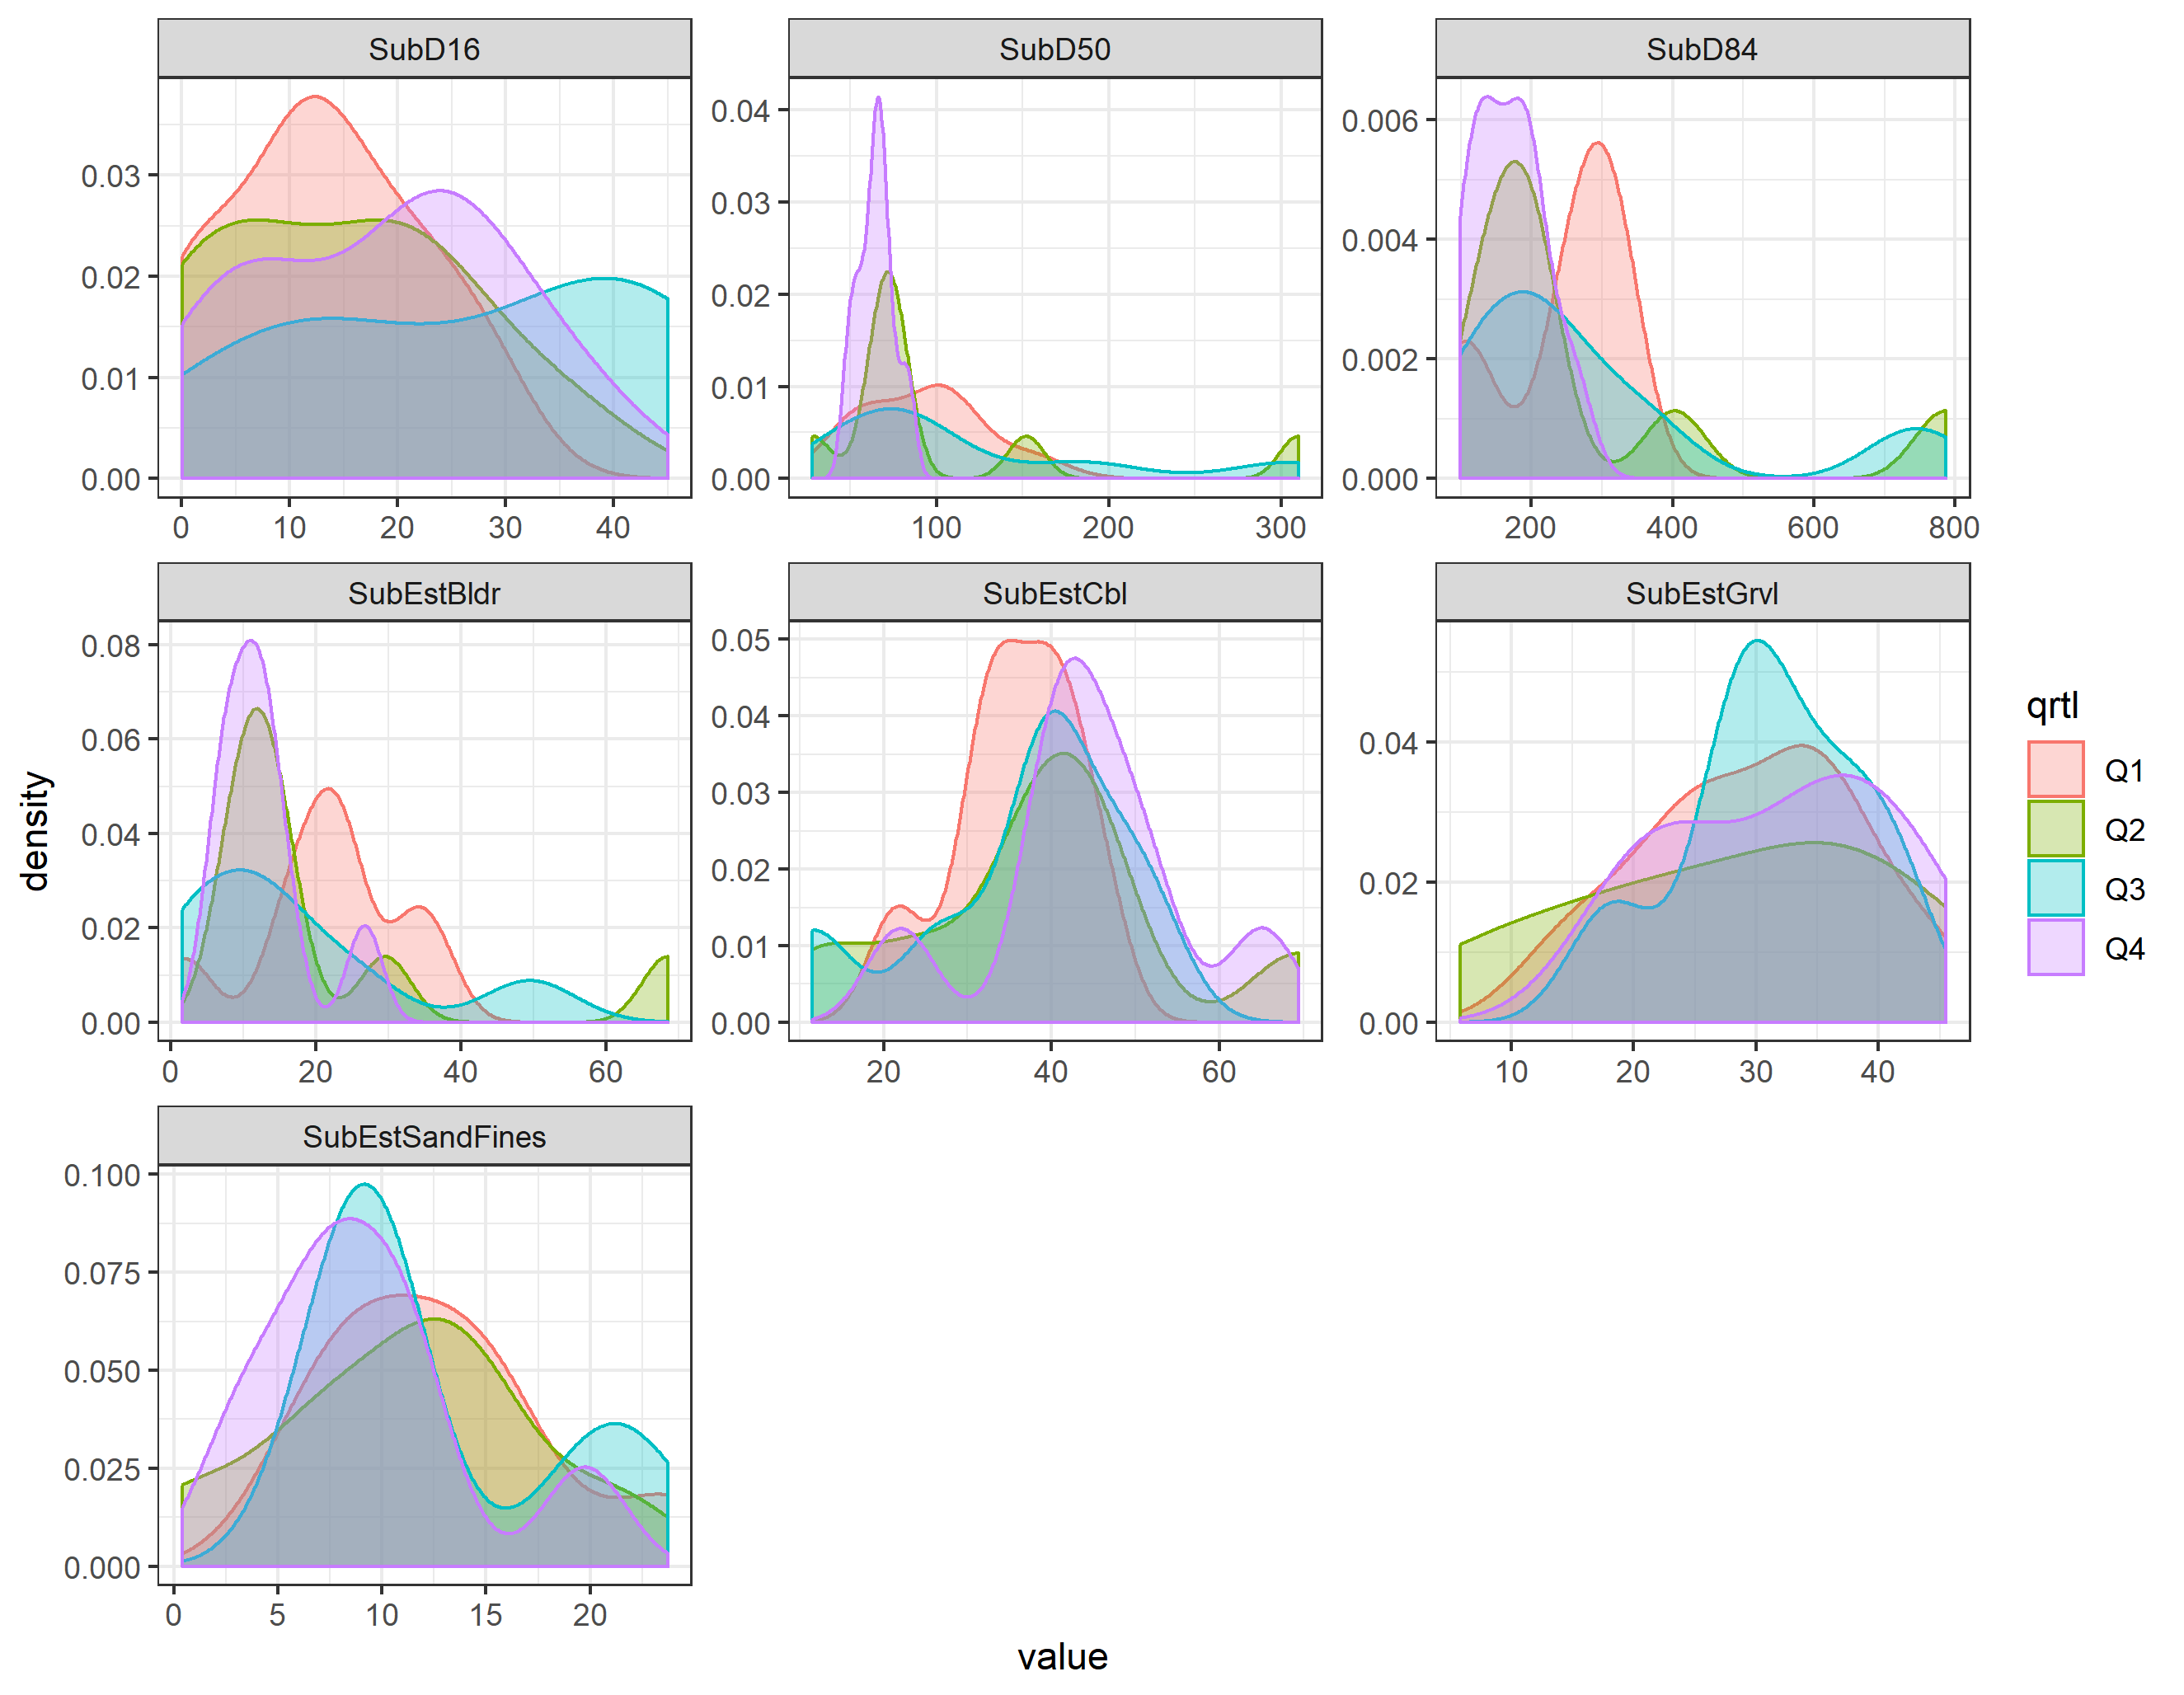 SubD16 SubD50 SubD84
0.00 0.01 0.02 0.03
0 10 20 30 40
0.00 0.01 0.02 0.03 0.04
100 200 300
0.000 0.002 0.004 0.006
200 400 600 800
SubEstBldr SubEstCbl SubEstGrvl
0.00 0.02 0.04 0.06 0.08
0 20 40 60
0.00 0.01 0.02 0.03 0.04 0.05
20 40 60
0.00 0.02 0.04
10 20 30 40
SubEstSandFines
0.000 0.025 0.050 0.075 0.100
0 5 10 15 20
density
value
qrtl
Q1
Q2
Q3
Q4